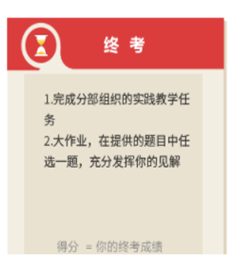 终 考
1.完成分部组织的实践教学任
务
2.大作业，在提供的题目中任
选一题，充分发挥你的见解
得分 = 你的终考成绩